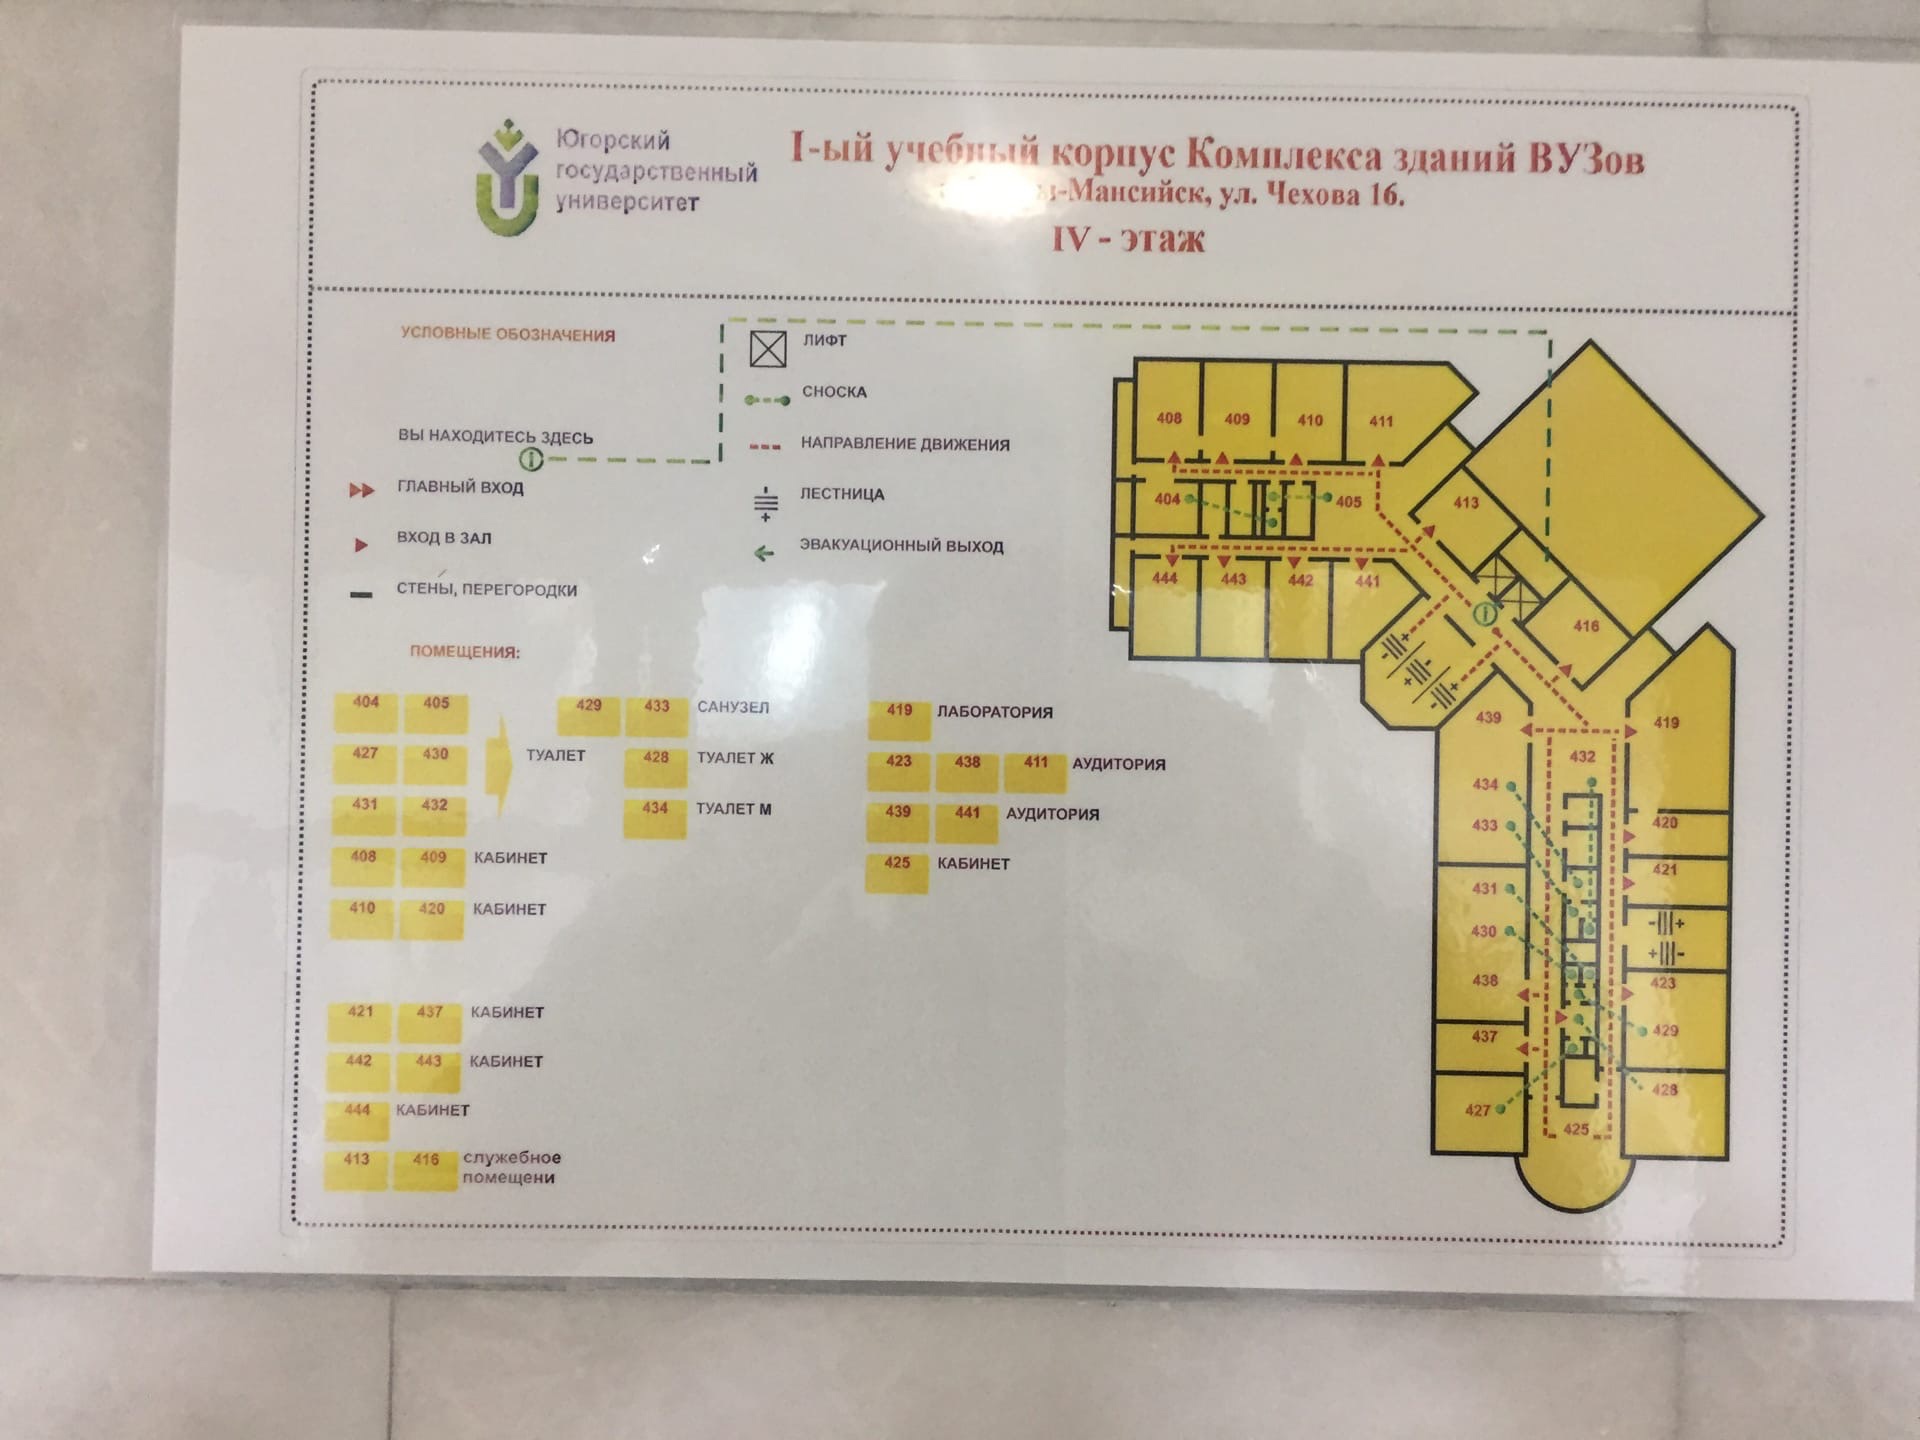 Югорский
государственный
университет
I-ый учебный корпус Комплекса зданий ВУЗов
-Мансийск, ул. Чехова 16.
IV - этаж
УСЛОВНЫЕ ОБОЗНАЧЕНИЯ
ВЫ НАХОДИТЕСЬ ЗДЕСЬ
ГЛАВНЫЙ ВХОД
ВХОД В ЗАЛ
СТЕНЫ, ПЕРЕГОРОДКИ
ЛИФТ
СНОСКА
НАПРАВЛЕНИЕ ДВИЖЕНИЯ
ЛЕСТНИЦА
ЭВАКУАЦИОННЫЙ ВЫХОД
ПОМЕЩЕНИЯ:
404 405
427 430 ТУАЛЕТ
431 432
408 409 КАБИНЕТ
410 420 КАБИНЕТ
421 437 КАБИНЕТ
442 443 КАБИНЕТ
444 КАБИНЕТ
413 416 служебное
помещени
429 433 САНУЗЕЛ
428 ТУАЛЕТ Ж
434 ТУАЛЕТ М
419 ЛАБОРАТОРИЯ
423 438 411 АУДИТОРИЯ
439 441 АУДИТОРИЯ
425 КАБИНЕТ
408 409 410 411
404 405 413
444 443 442 441
416
439 432 419
434
433 420
431 421
430
438 423
437 429
427 428
425